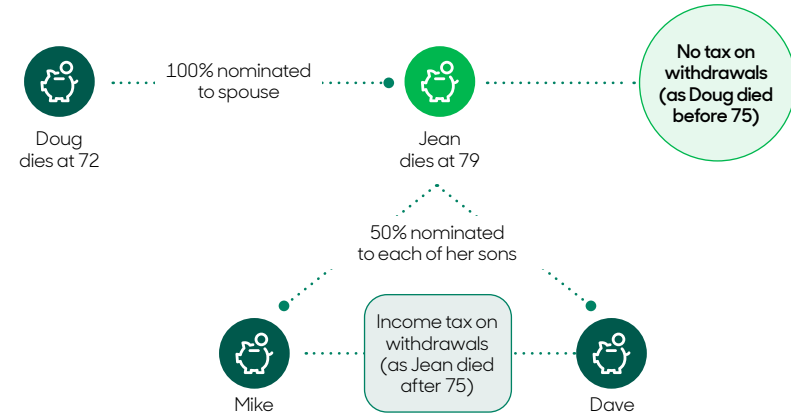 100% nominated
to spouse
No tax on
withdrawals
(as Doug died
before 75)
Doug
dies at 72
Jean
dies at 79
50% nominated
to each of her sons
Income tax on
withdrawals
(as Jean died
after 75)
Mike
Dave